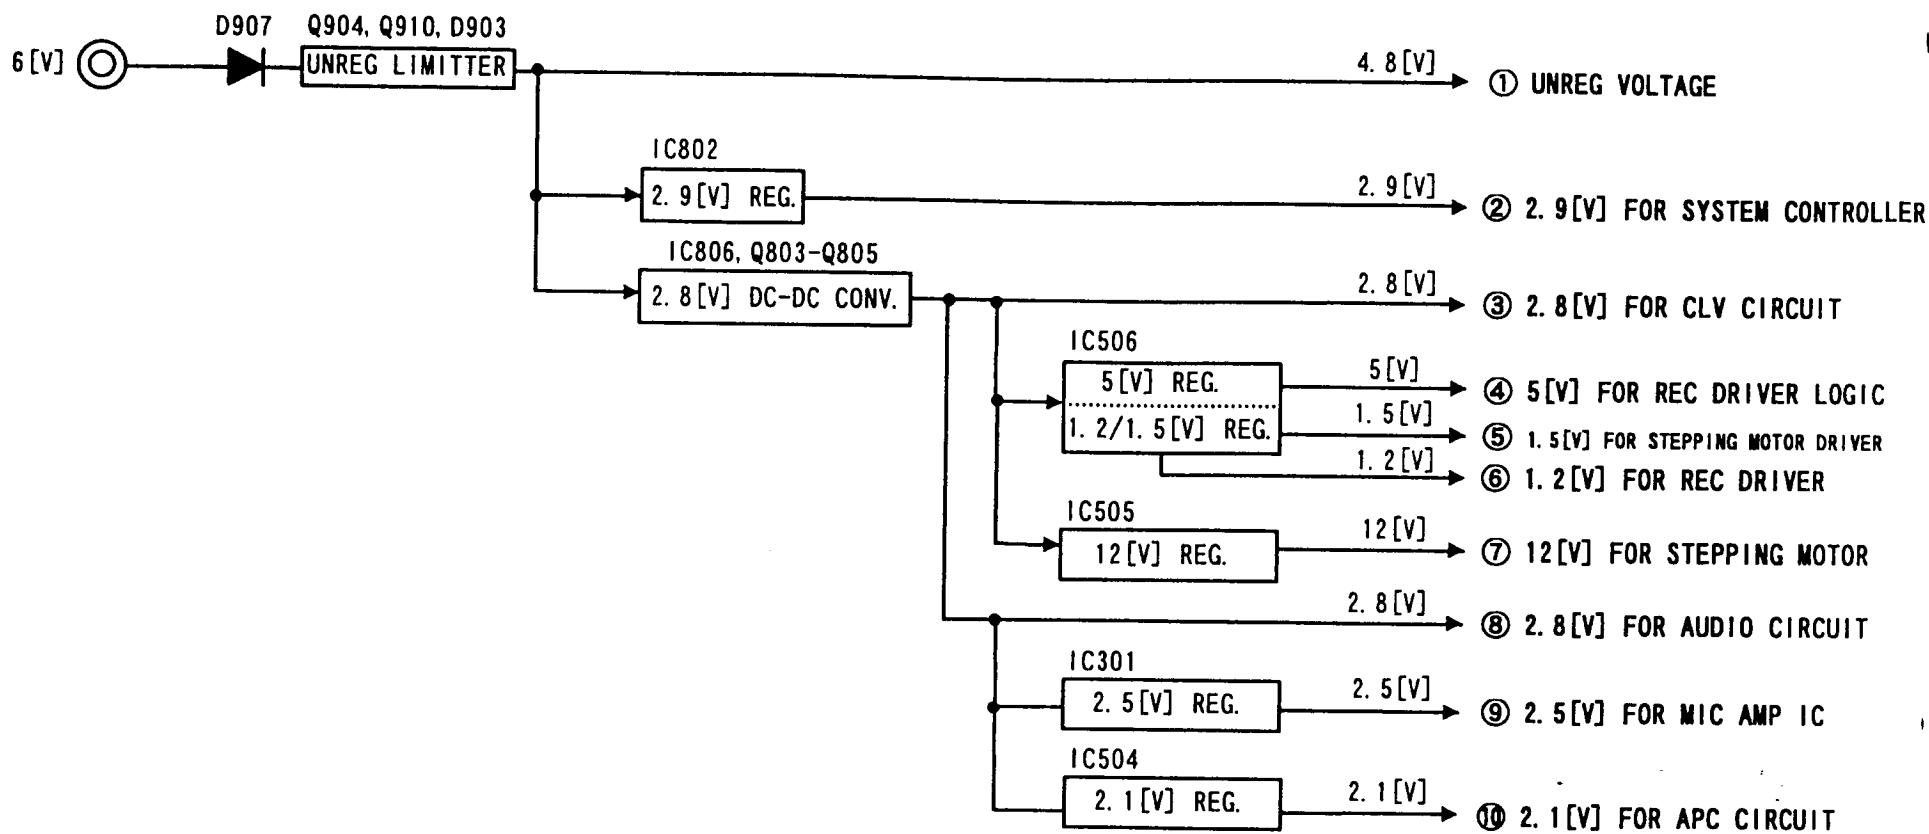 D907 Q904, Q910, D903
6[V] UNREG LIMITTER 4.8[V]
① UNREG VOLTAGE
IC802
2.9[V] REG. 2.9[V]
② 2.9[V] FOR SYSTEM CONTROLLER
IC806, Q803-Q805
2.8[V] DC-DC CONV. 2.8[V]
③ 2.8[V] FOR CLV CIRCUIT
IC506
5[V] REG. 5[V]
④ 5[V] FOR REC DRIVER LOGIC
1.2/1.5[V] REG. 1.5[V]
⑤ 1.5[V] FOR STEPPING MOTOR DRIVER
1.2[V]
⑥ 1.2[V] FOR REC DRIVER
IC505
12[V] REG. 12[V]
⑦ 12[V] FOR STEPPING MOTOR
2.8[V]
⑧ 2.8[V] FOR AUDIO CIRCUIT
IC301
2.5[V] REG. 2.5[V]
⑨ 2.5[V] FOR MIC AMP IC
IC504
2.1[V] REG. 2.1[V]
⑩ 2.1[V] FOR APC CIRCUIT